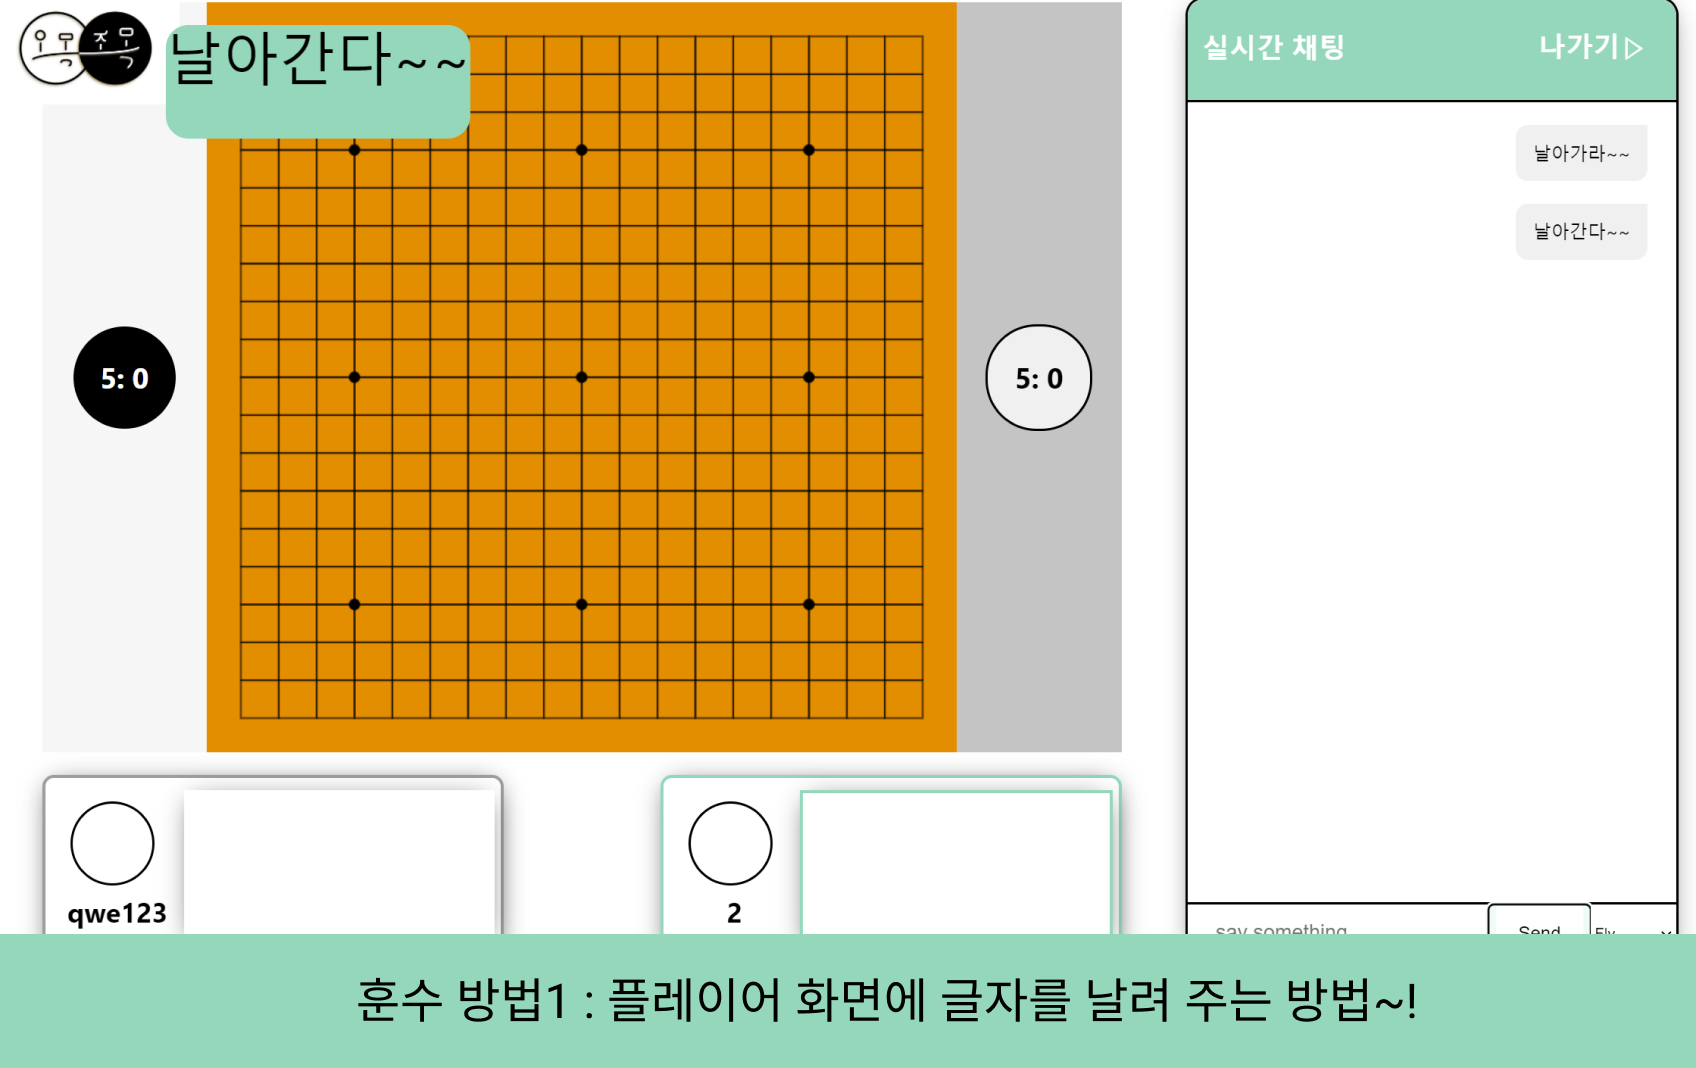 오목조목
날아간다~~
실시간 채팅
나가기▷
날아가라~~
날아간다~~
5: 0
5: 0
qwe123
2
say something
Send
Fly
훈수 방법1 : 플레이어 화면에 글자를 날려 주는 방법~!